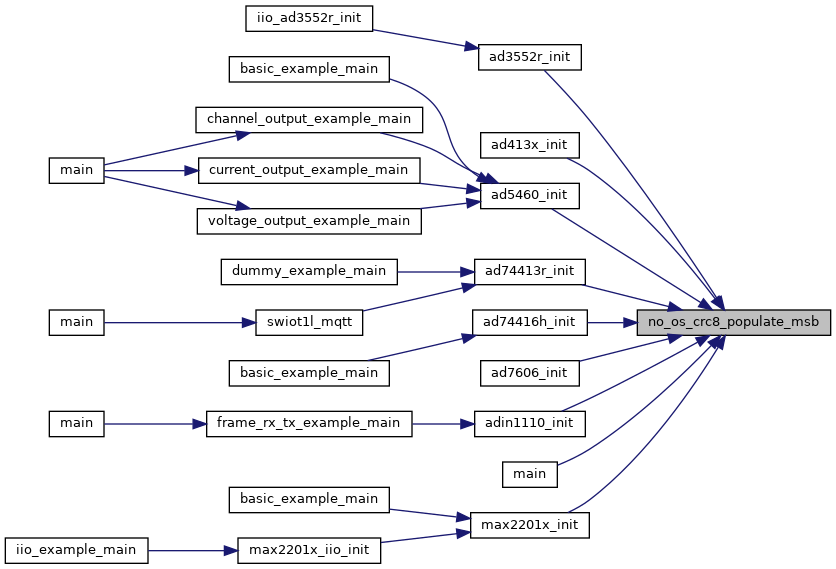 iio_ad3552r_init
ad3552r_init
basic_example_main
channel_output_example_main
ad413x_init
main
current_output_example_main
ad5460_init
voltage_output_example_main
dummy_example_main
ad74413r_init
main
swiot1l_mqtt
ad74416h_init
no_os_crc8_populate_msb
basic_example_main
ad7606_init
main
frame_rx_tx_example_main
adin1110_init
main
basic_example_main
max2201x_init
iio_example_main
max2201x_iio_init